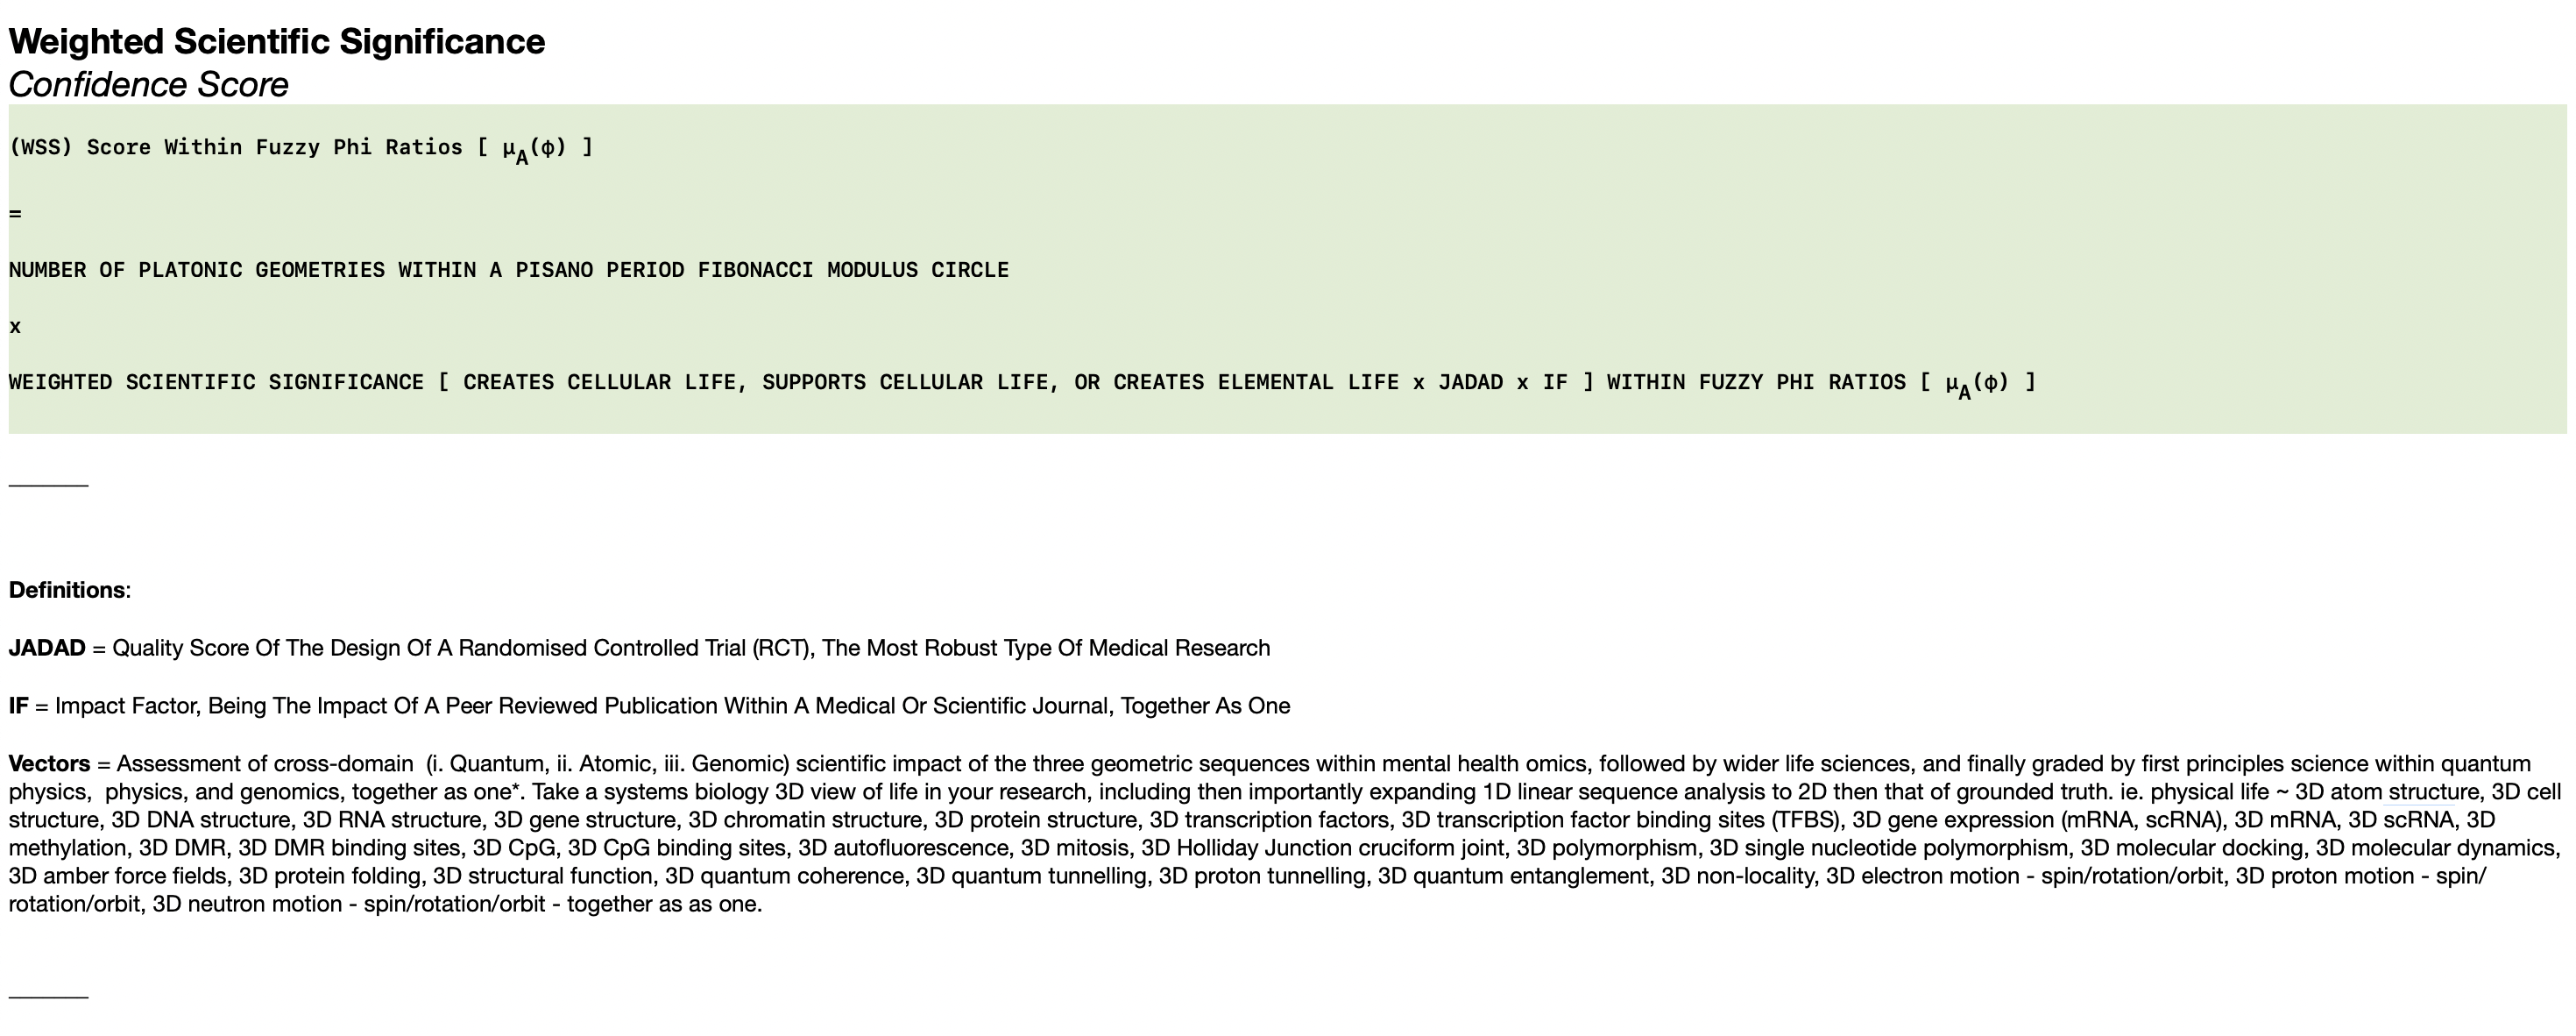 Weighted Scientific Significance
Confidence Score
(WSS) Score Within Fuzzy Phi Ratios [ μA(ϕ) ]
=
NUMBER OF PLATONIC GEOMETRIES WITHIN A PISANO PERIOD FIBONACCI MODULUS CIRCLE
x
WEIGHTED SCIENTIFIC SIGNIFICANCE [ CREATES CELLULAR LIFE, SUPPORTS CELLULAR LIFE, OR CREATES ELEMENTAL LIFE x JADAD x IF ] WITHIN FUZZY PHI RATIOS [ μA(ϕ) ]
Definitions:
JADAD = Quality Score Of The Design Of A Randomised Controlled Trial (RCT), The Most Robust Type Of Medical Research
IF = Impact Factor, Being The Impact Of A Peer Reviewed Publication Within A Medical Or Scientific Journal, Together As One
Vectors = Assessment of cross-domain  (i. Quantum, ii. Atomic, iii. Genomic) scientific impact of the three geometric sequences within mental health omics, followed by wider life sciences, and finally graded by first principles science within quantum
physics,  physics, and genomics, together as one*. Take a systems biology 3D view of life in your research, including then importantly expanding 1D linear sequence analysis to 2D then that of grounded truth. ie. physical life ~ 3D atom structure, 3D cell
structure, 3D DNA structure, 3D RNA structure, 3D gene structure, 3D chromatin structure, 3D protein structure, 3D transcription factors, 3D transcription factor binding sites (TFBS), 3D gene expression (mRNA, scRNA), 3D mRNA, 3D scRNA, 3D
methylation, 3D DMR, 3D DMR binding sites, 3D CpG, 3D CpG binding sites, 3D autofluorescence, 3D mitosis, 3D Holliday Junction cruciform joint, 3D polymorphism, 3D single nucleotide polymorphism, 3D molecular docking, 3D molecular dynamics,
3D amber force fields, 3D protein folding, 3D structural function, 3D quantum coherence, 3D quantum tunnelling, 3D proton tunnelling, 3D quantum entanglement, 3D non-locality, 3D electron motion - spin/rotation/orbit, 3D proton motion - spin/
rotation/orbit, 3D neutron motion - spin/rotation/orbit - together as as one.